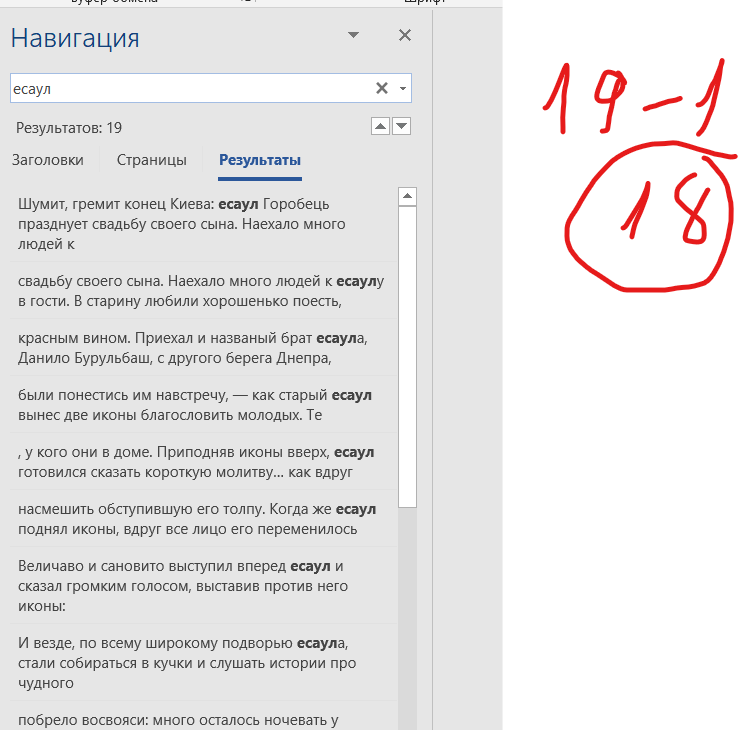 Навигация
есаул
Результатов: 19
Заголовки Страницы Результаты
Шумит, гремит конец Киева: есаул Горобець
празднует свадьбу своего сына. Наехало много
людей к
свадьбу своего сына. Наехало много людей к есаулу
в гости. В старину любили хорошенько поесть,
красным вином. Приехал и названый брат есаула,
Данило Бурульбаш, с другого берега Днепра,
были понестись им навстречу, — как старый есаул
вынес две иконы благословить молодых. Те
, у кого они в доме. Приподняв иконы вверх, есаул
готовился сказать короткую молитву... как вдруг
насмешить обступившую его толпу. Когда же есаул
поднял иконы, вдруг все лицо его переменилось
Величаво и сановито выступил вперед есаул и
сказал громким голосом, выставив против него
иконы:
И везде, по всему широкому подворью есаула,
стали собираться в кучки и слушать истории про
чудного
побрело восвояси: много осталось ночевать у
19-1
18